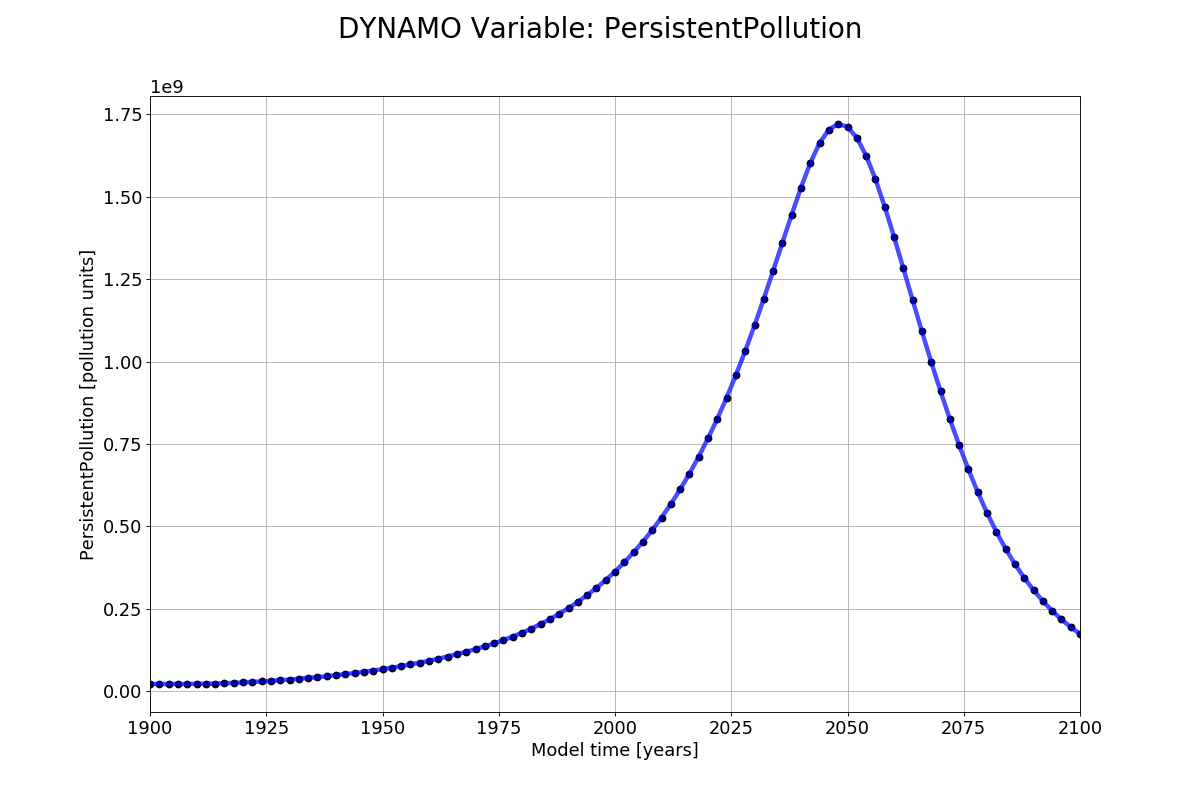 DYNAMO Variable: PersistentPollution
1e9
1.75
1.50
1.25
1.00
0.75
0.50
0.25
0.00
PersistentPollution [pollution units]
1900 1925 1950 1975 2000 2025 2050 2075 2100
Model time [years]